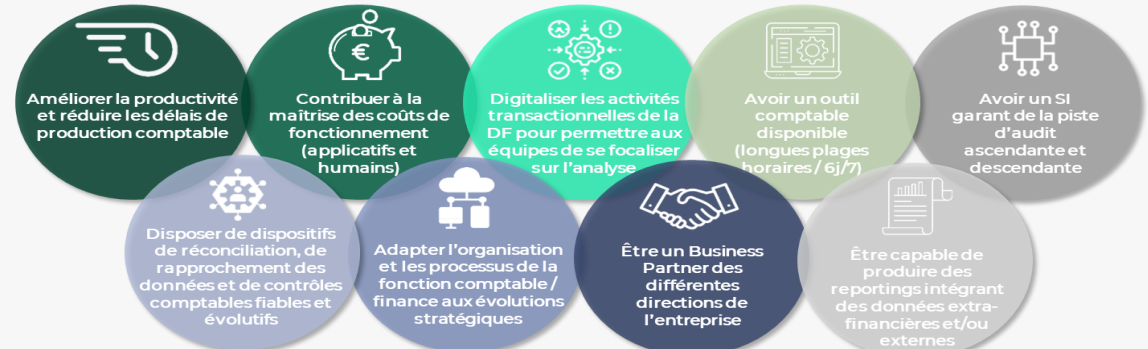 Améliorer la productivité
et réduire les délais de
production comptable
€
Contribuer à la
maîtrise des coûts de
fonctionnement
(applicatifs et
humains)
Digitaliser les activités
transactionnelles de la
DF pour permettre aux
équipes de se focaliser
sur l'analyse
€
Avoir un outil
comptable
disponible
(longues plages
horaires / 6j/7)
Avoir un SI
garant de la piste
d'audit
ascendante et
descendante
Disposer de dispositifs
de réconciliation, de
rapprochement des
données et de contrôles
comptables fiables et
évolutifs
Adapter l'organisation
et les processus de la
fonction comptable /
finance aux évolutions
stratégiques
Être un Business
Partner des
différentes
directions de
l'entreprise
Être capable de
produire des
reportings intégrant
des données extra-
financières et/ou
externes